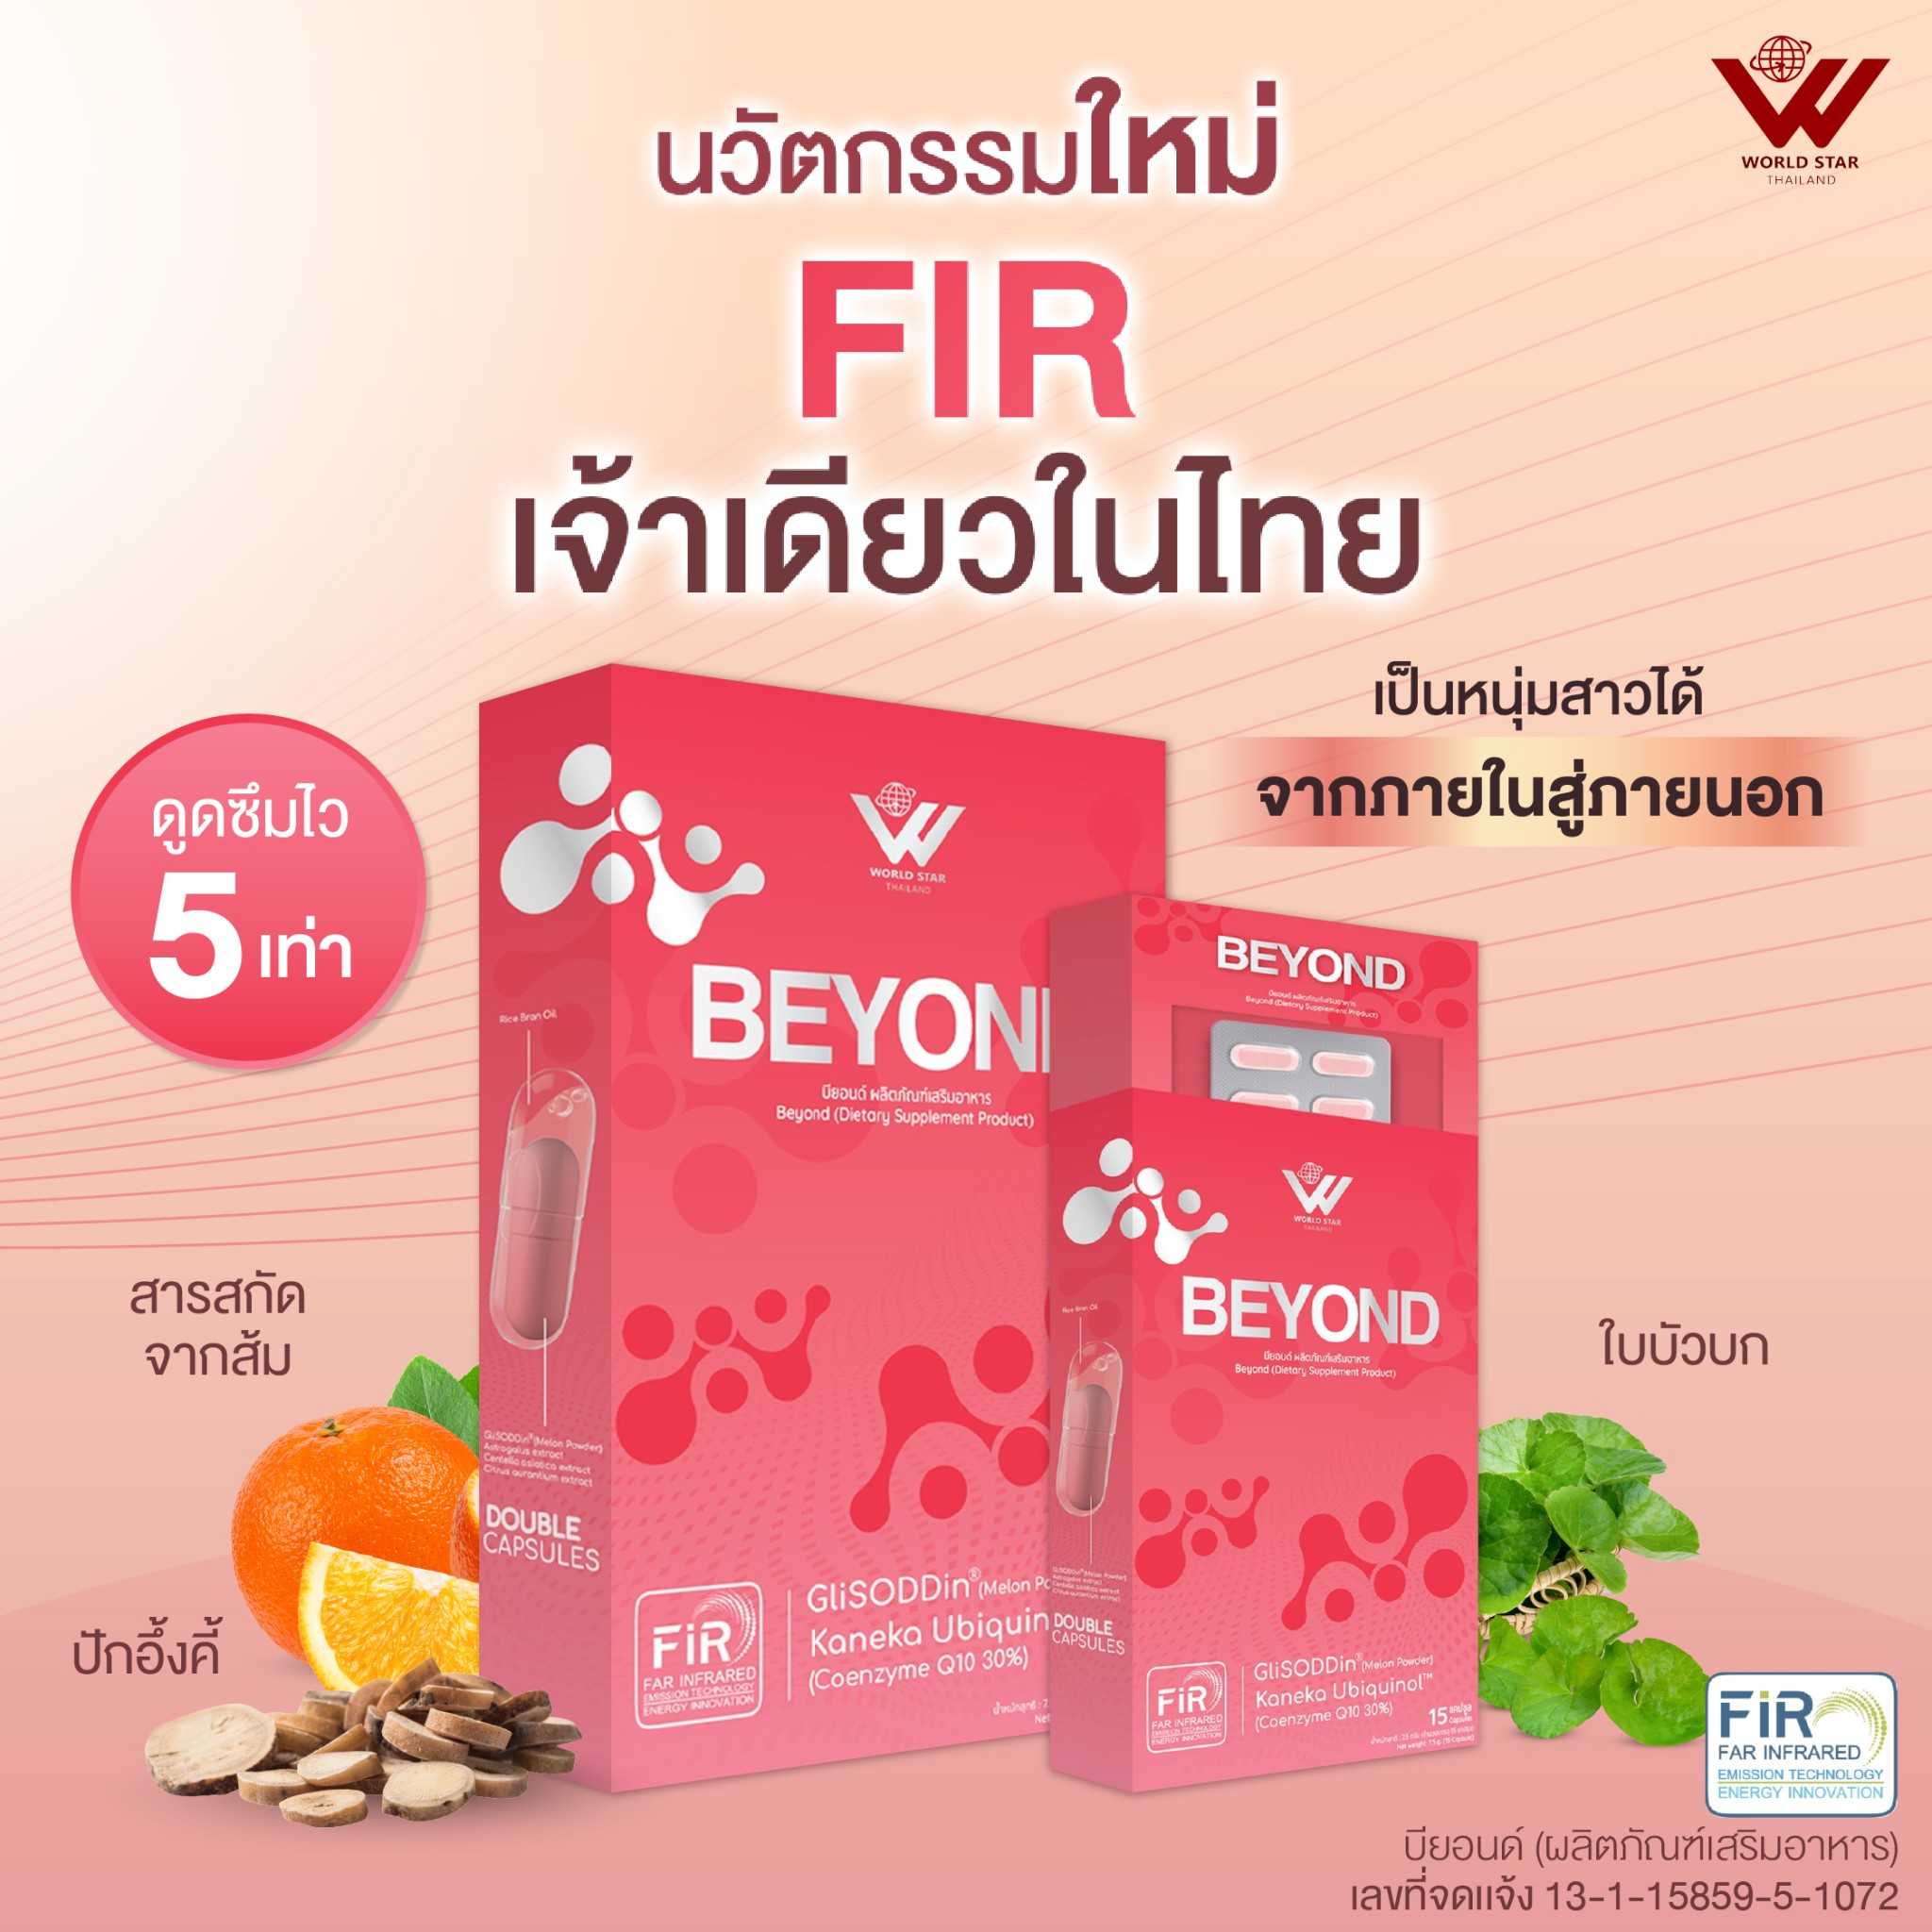 WORLD STAR
THAILAND
นวัตกรรมใหม่
FIR
เจ้าเดียวในไทย
เป็นหนุ่มสาวได้
จากภายในสู่ภายนอก
ดูดซึมไว
5 เท่า
WORLD STAR
THAILAND
BEYON
บียอนด์ ผลิตภัณฑ์เสริมอาหาร
Beyond (Dietary Supplement Product)
Rice Bran Oil
GliSODDin® (Melon Powder)
Astragalus extract
Centella asiatica extract
Citrus aurantium extract
DOUBLE
CAPSULES
FiR
FAR INFRARED
EMISSION TECHNOLOGY
ENERGY INNOVATION
GliSODDin® (Melon Po
Kaneka Ubiquin
(Coenzyme Q10 30%)
BEYOND
บียอนด์ ผลิตภัณฑ์เสริมอาหาร
Beyond (Dietary Supplement Product)
WORLD STAR
THAILAND
BEYOND
บียอนด์ ผลิตภัณฑ์เสริมอาหาร
Beyond (Dietary Supplement Product)
Rice Bran Oil
DOUBLE
CAPSULES
FiR
FAR INFRARED
EMISSION TECHNOLOGY
ENERGY INNOVATION
GliSODDin® (Melon Powder)
Kaneka Ubiquinol™
(Coenzyme Q10 30%)
15 แคปซูล
Capsules
สารสกัด
จากส้ม
ปักอึ้งคี้
ใบบัวบก
FiR
FAR INFRARED
EMISSION TECHNOLOGY
ENERGY INNOVATION
บียอนด์ (ผลิตภัณฑ์เสริมอาหาร)
เลขที่จดแจ้ง 13-1-15859-5-1072